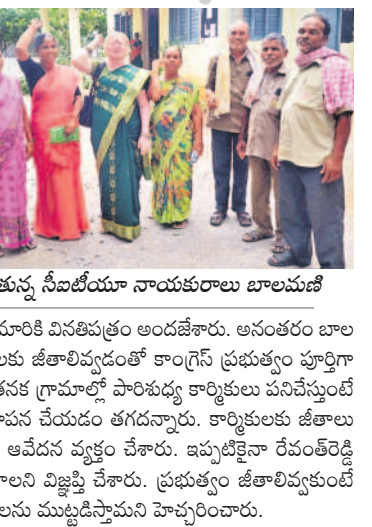 తున్న సీఐటీయూ నాయకురాలు బాలమణి
మారికి వినతిపత్రం అందజేశారు. అనంతరం బాల
లకు జీతాలివ్వడంతో కాంగ్రెస్ ప్రభుత్వం పూర్తిగా
తనక గ్రామాల్లో పారిశుధ్య కార్మికులు పనిచేస్తుంటే
ాపన చేయడం తగదన్నారు. కార్మికులకు జీతాలు
ఆవేదన వ్యక్తం చేశారు. ఇప్పటికైనా రేవంత్‌రెడ్డి
ాలని విజ్ఞప్తి చేశారు. ప్రభుత్వం జీతాలివ్వకుంటే
లను ముట్టడిస్తామని హెచ్చరించారు.